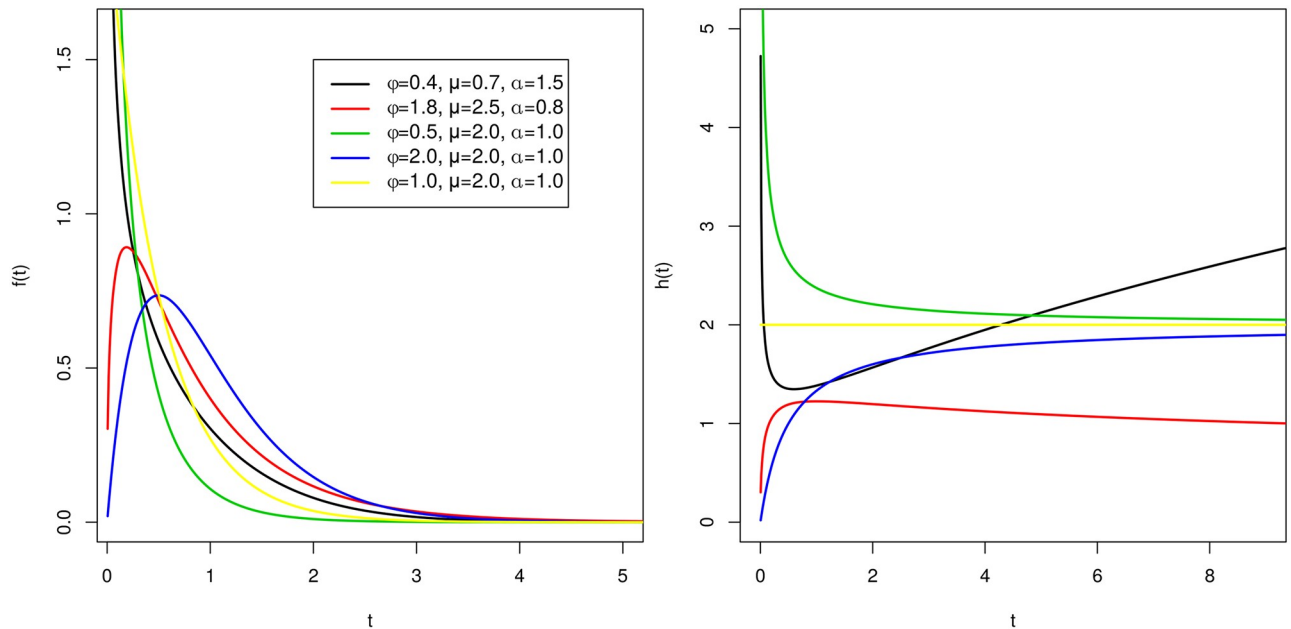 f(t)
0.0
0.5
1.0
1.5
φ=0.4, μ=0.7, α=1.5
φ=1.8, μ=2.5, α=0.8
φ=0.5, μ=2.0, α=1.0
φ=2.0, μ=2.0, α=1.0
φ=1.0, μ=2.0, α=1.0
0 1 2 3 4 5
t
h(t)
0
1
2
3
4
5
0 2 4 6 8
t